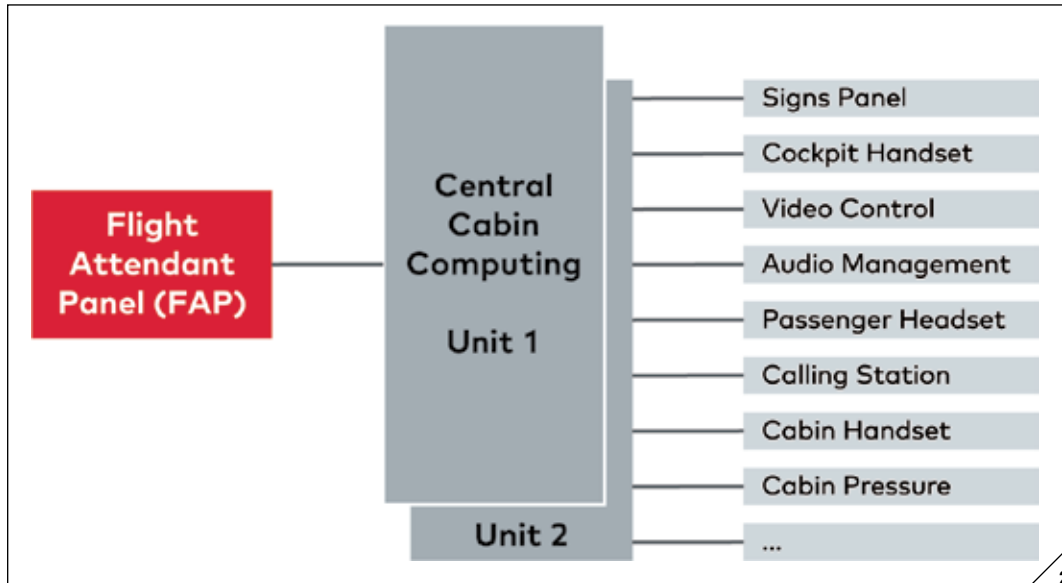 Flight
Attendant
Panel (FAP)
Central
Cabin
Computing
Unit 1
Unit 2
Signs Panel
Cockpit Handset
Video Control
Audio Management
Passenger Headset
Calling Station
Cabin Handset
Cabin Pressure
...